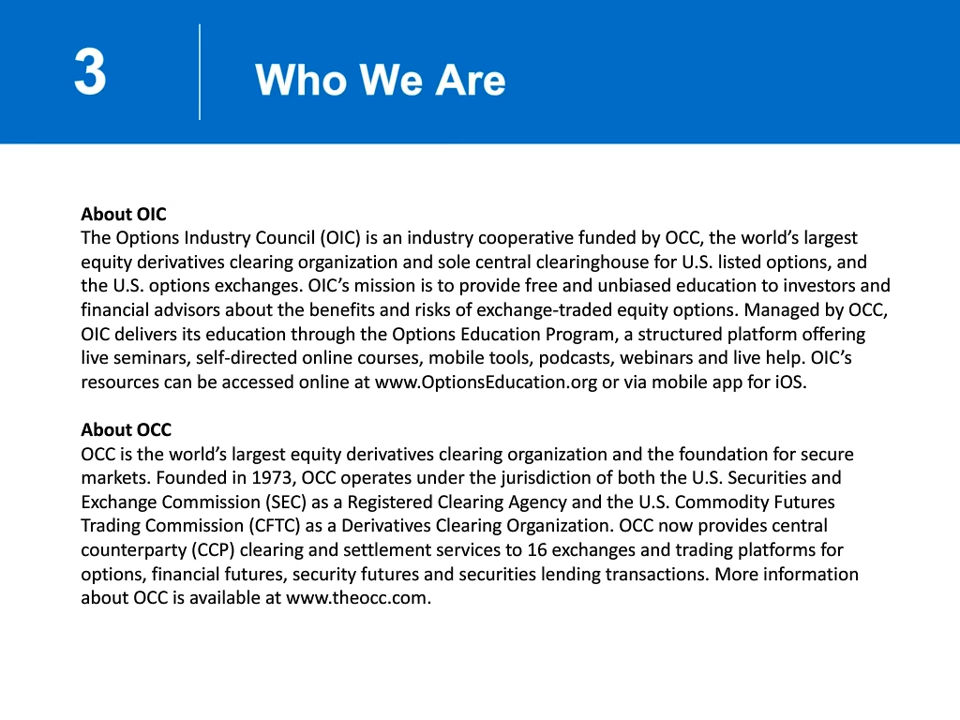 3
Who We Are
About OIC
The Options Industry Council (OIC) is an industry cooperative funded by OCC, the world’s largest
equity derivatives clearing organization and sole central clearinghouse for U.S. listed options, and
the U.S. options exchanges. OIC’s mission is to provide free and unbiased education to investors and
financial advisors about the benefits and risks of exchange-traded equity options. Managed by OCC,
OIC delivers its education through the Options Education Program, a structured platform offering
live seminars, self-directed online courses, mobile tools, podcasts, webinars and live help. OIC’s
resources can be accessed online at www.OptionsEducation.org or via mobile app for iOS.
About OCC
OCC is the world’s largest equity derivatives clearing organization and the foundation for secure
markets. Founded in 1973, OCC operates under the jurisdiction of both the U.S. Securities and
Exchange Commission (SEC) as a Registered Clearing Agency and the U.S. Commodity Futures
Trading Commission (CFTC) as a Derivatives Clearing Organization. OCC now provides central
counterparty (CCP) clearing and settlement services to 16 exchanges and trading platforms for
options, financial futures, security futures and securities lending transactions. More information
about OCC is available at www.theocc.com.